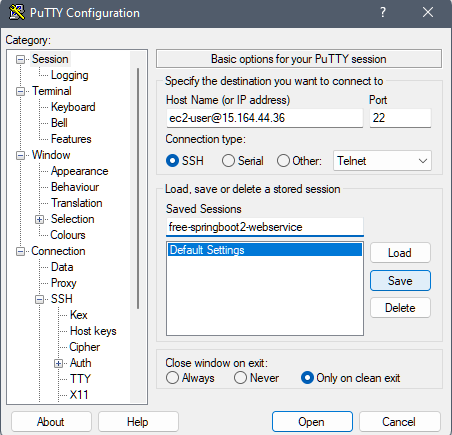 PuTTY Configuration
Category:
Session
Logging
Terminal
Keyboard
Bell
Features
Window
Appearance
Behaviour
Translation
Selection
Colours
Connection
Data
Proxy
SSH
Kex
Host keys
Cipher
Auth
TTY
X11
Basic options for your PuTTY session
Specify the destination you want to connect to
Host Name (or IP address) Port
ec2-user@15.164.44.36 22
Connection type:
SSH Serial Other: Telnet
Load, save or delete a stored session
Saved Sessions
free-springboot2-webservice
Default Settings
Load
Save
Delete
Close window on exit:
Always Never Only on clean exit
About Help Open Cancel